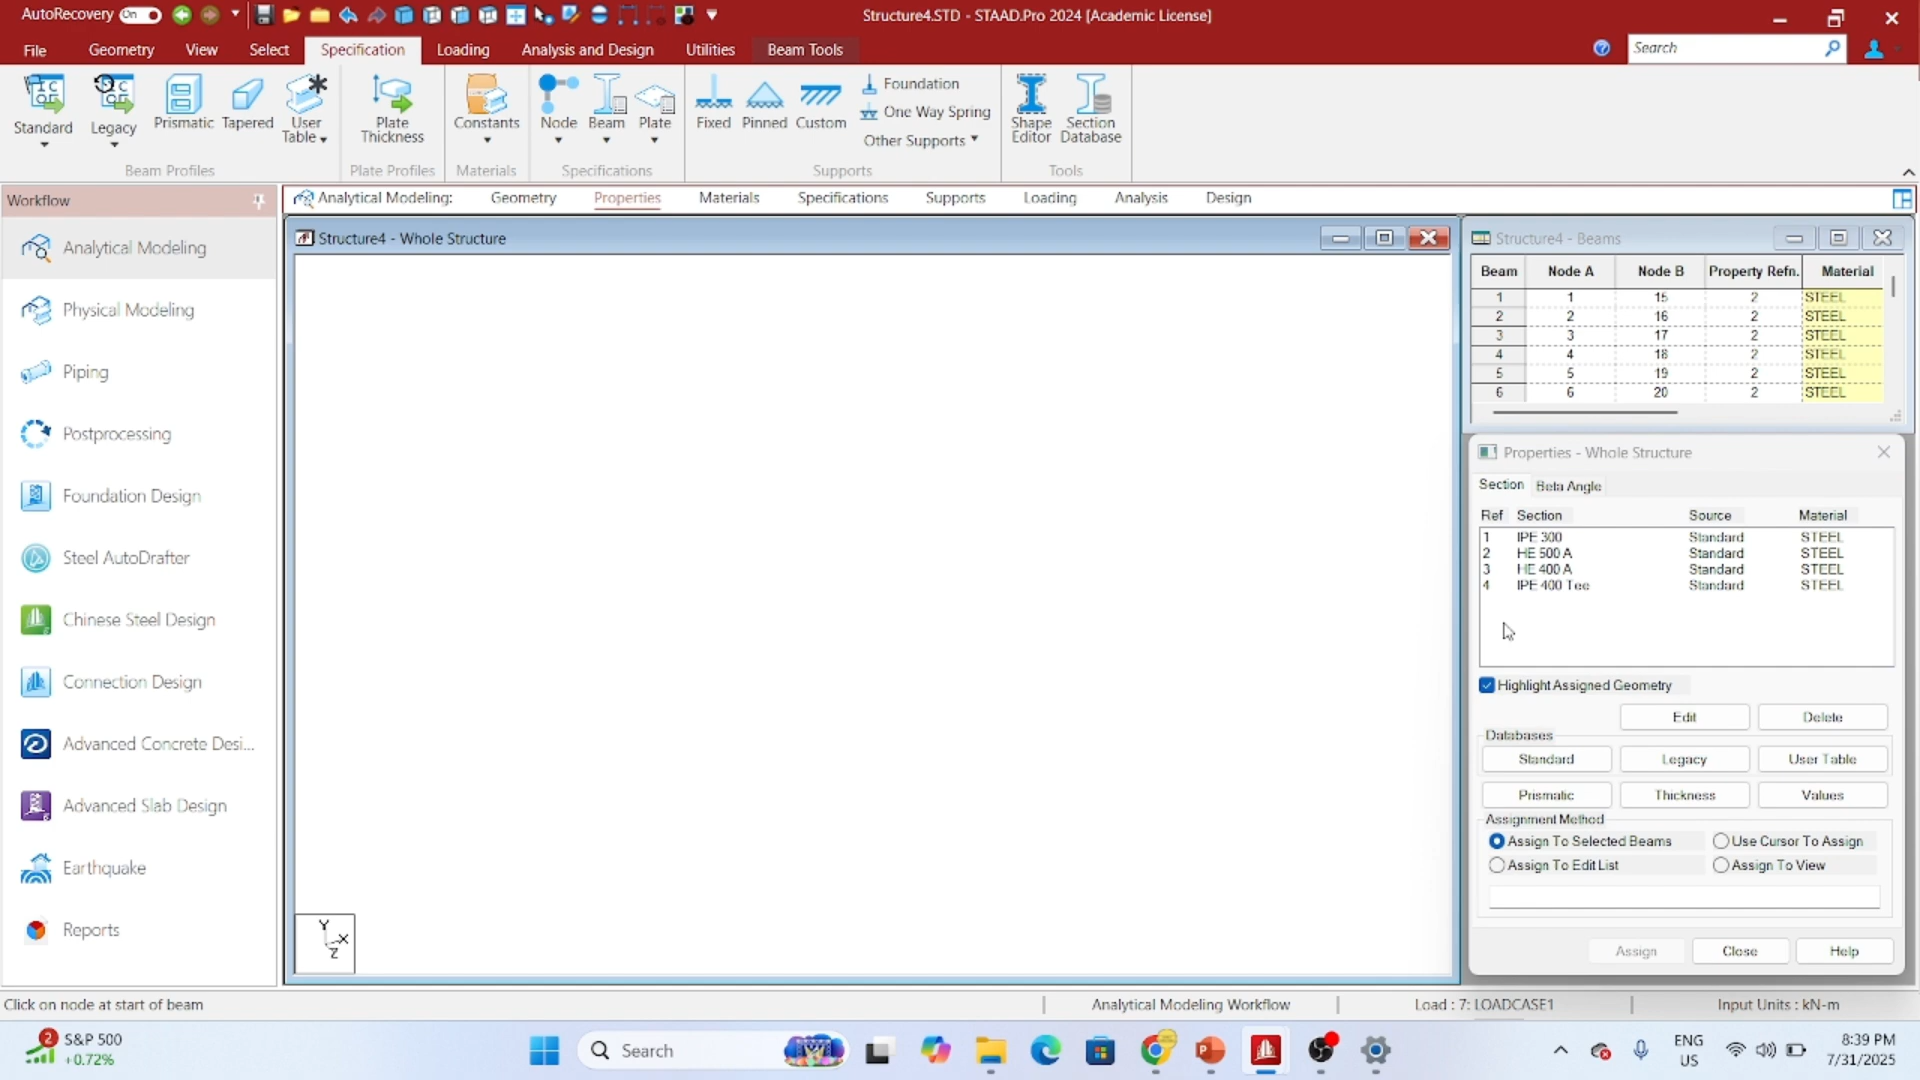 AutoRecovery On
Structure4.STD - STAAD.Pro 2024 [Academic License]
File Geometry View Select Specification Loading Analysis and Design Utilities Beam Tools
Search
Standard Legacy Prismatic Tapered User Table
Plate Thickness
Constants
Node Beam Plate
Fixed Pinned Custom
Foundation
One Way Spring
Other Supports
Shape Editor Section Database
Beam Profiles Plate Profiles Materials Specifications Supports Tools
Workflow
Analytical Modeling: Geometry Properties Materials Specifications Supports Loading Analysis Design
Analytical Modeling
Physical Modeling
Piping
Postprocessing
Foundation Design
Steel AutoDrafter
Chinese Steel Design
Connection Design
Advanced Concrete Desi...
Advanced Slab Design
Earthquake
Reports
Structure4 - Whole Structure
Y
X
Z
Structure4 - Beams
Beam Node A Node B Property Refn. Material
1 1 15 2 STEEL
2 2 16 2 STEEL
3 3 17 2 STEEL
4 4 18 2 STEEL
5 5 19 2 STEEL
6 6 20 2 STEEL
Properties - Whole Structure
Section Beta Angle
Ref Section Source Material
1 IPE 300 Standard STEEL
2 HE 500 A Standard STEEL
3 HE 400 A Standard STEEL
4 IPE 400 Tee Standard STEEL
Highlight Assigned Geometry
Edit Delete
Databases
Standard Legacy User Table
Prismatic Thickness Values
Assignment Method
Assign To Selected Beams Use Cursor To Assign
Assign To Edit List Assign To View
Assign Close Help
Click on node at start of beam
Analytical Modeling Workflow
Load : 7: LOADCASE1
Input Units : kN-m
2
S&P 500
+0.72%
Search
ENG
US
8:39 PM
7/31/2025